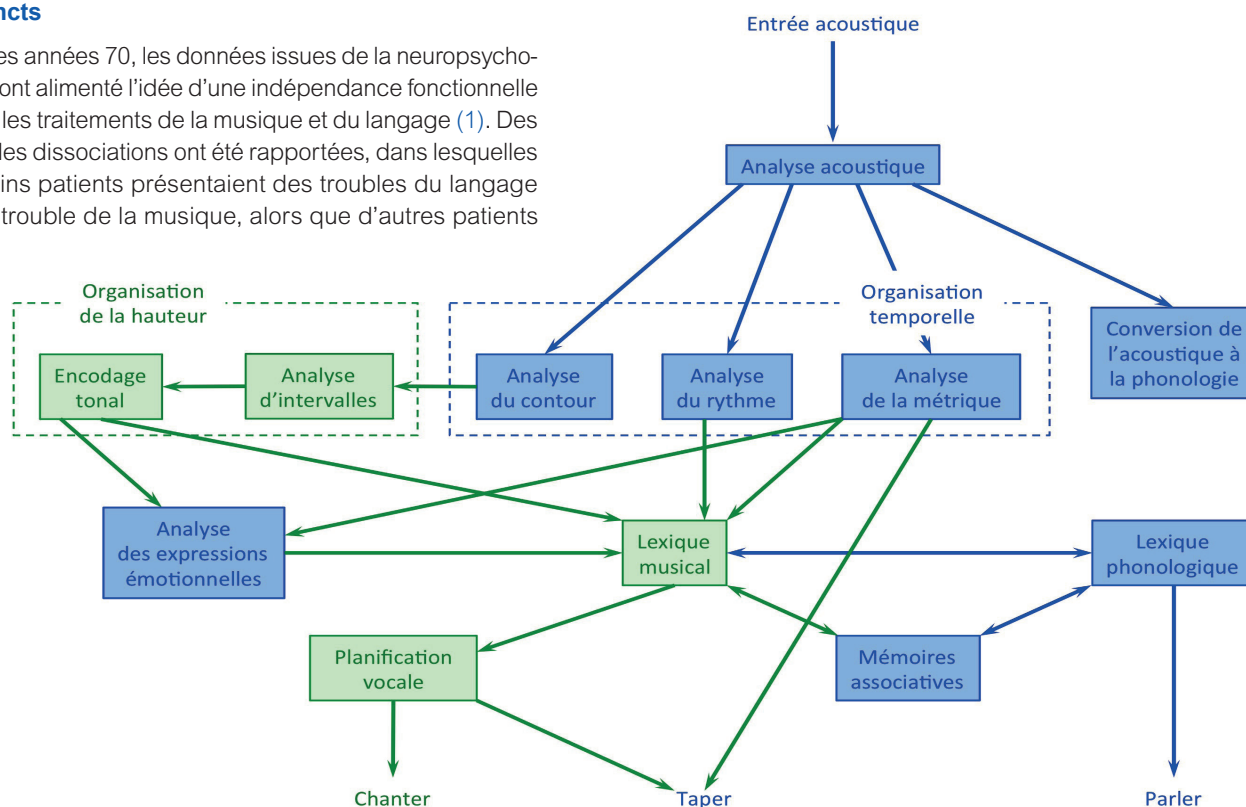 ncts
es années 70, les données issues de la neuropsycho-
ont alimenté l'idée d'une indépendance fonctionnelle
les traitements de la musique et du langage (1). Des
les dissociations ont été rapportées, dans lesquelles
ins patients présentaient des troubles du langage
trouble de la musique, alors que d'autres patients
Entrée acoustique
Analyse acoustique
Organisation
de la hauteur
Organisation
temporelle
Encodage
tonal
Analyse
d'intervalles
Analyse
du contour
Analyse
du rythme
Analyse
de la métrique
Conversion de
l'acoustique à
la phonologie
Analyse
des expressions
émotionnelles
Lexique
musical
Lexique
phonologique
Planification
vocale
Mémoires
associatives
Chanter
Taper
Parler